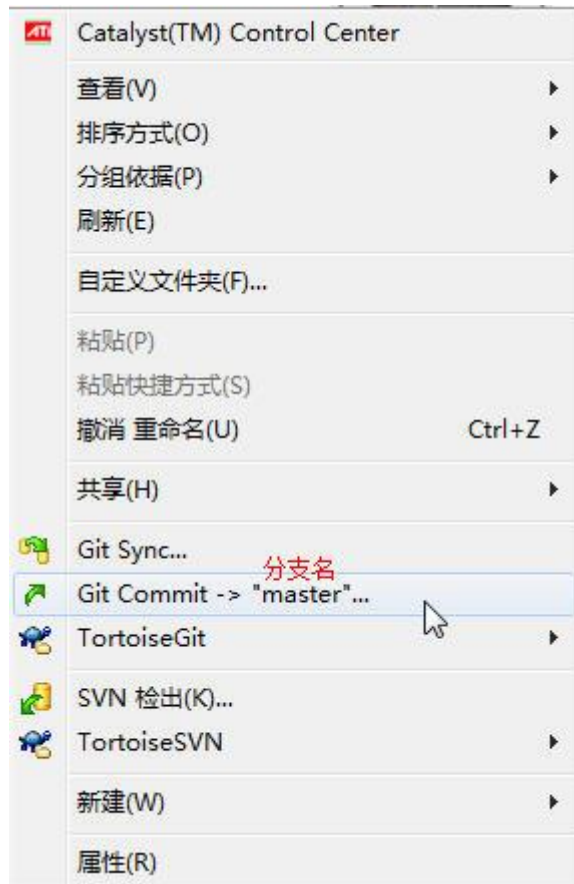 ATI
Catalyst(TM) Control Center
查看(V)
排序方式(O)
分组依据(P)
刷新(E)
自定义文件夹(F)...
粘贴(P)
粘贴快捷方式(S)
撤消 重命名(U) Ctrl+Z
共享(H)
Git Sync...
分支名
Git Commit -> "master"...
TortoiseGit
SVN 检出(K)...
TortoiseSVN
新建(W)
属性(R)